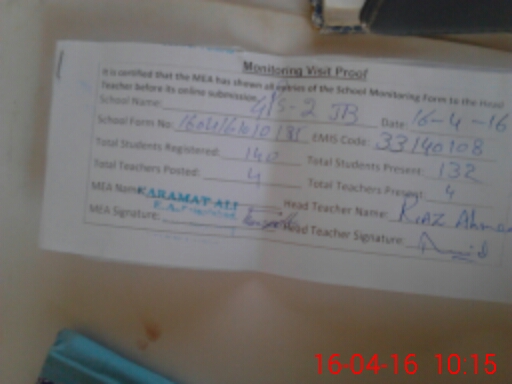 Monitoring Visit Proof
It is certified that the MEA has shown all entries of the School Monitoring Form to the Head
Teacher before its online submission.
School Name: GPS-2 JB Date: 16-4-16
School Form No: EMIS Code: 33140108
Total Students Registered: 140 Total Students Present: 132
Total Teachers Posted: 4 Total Teachers Present: 4
MEA Name: KARAMAT ALI Head Teacher Name: Riaz Ahmad
MEA Signature: Head Teacher Signature:
16-04-16 10:15